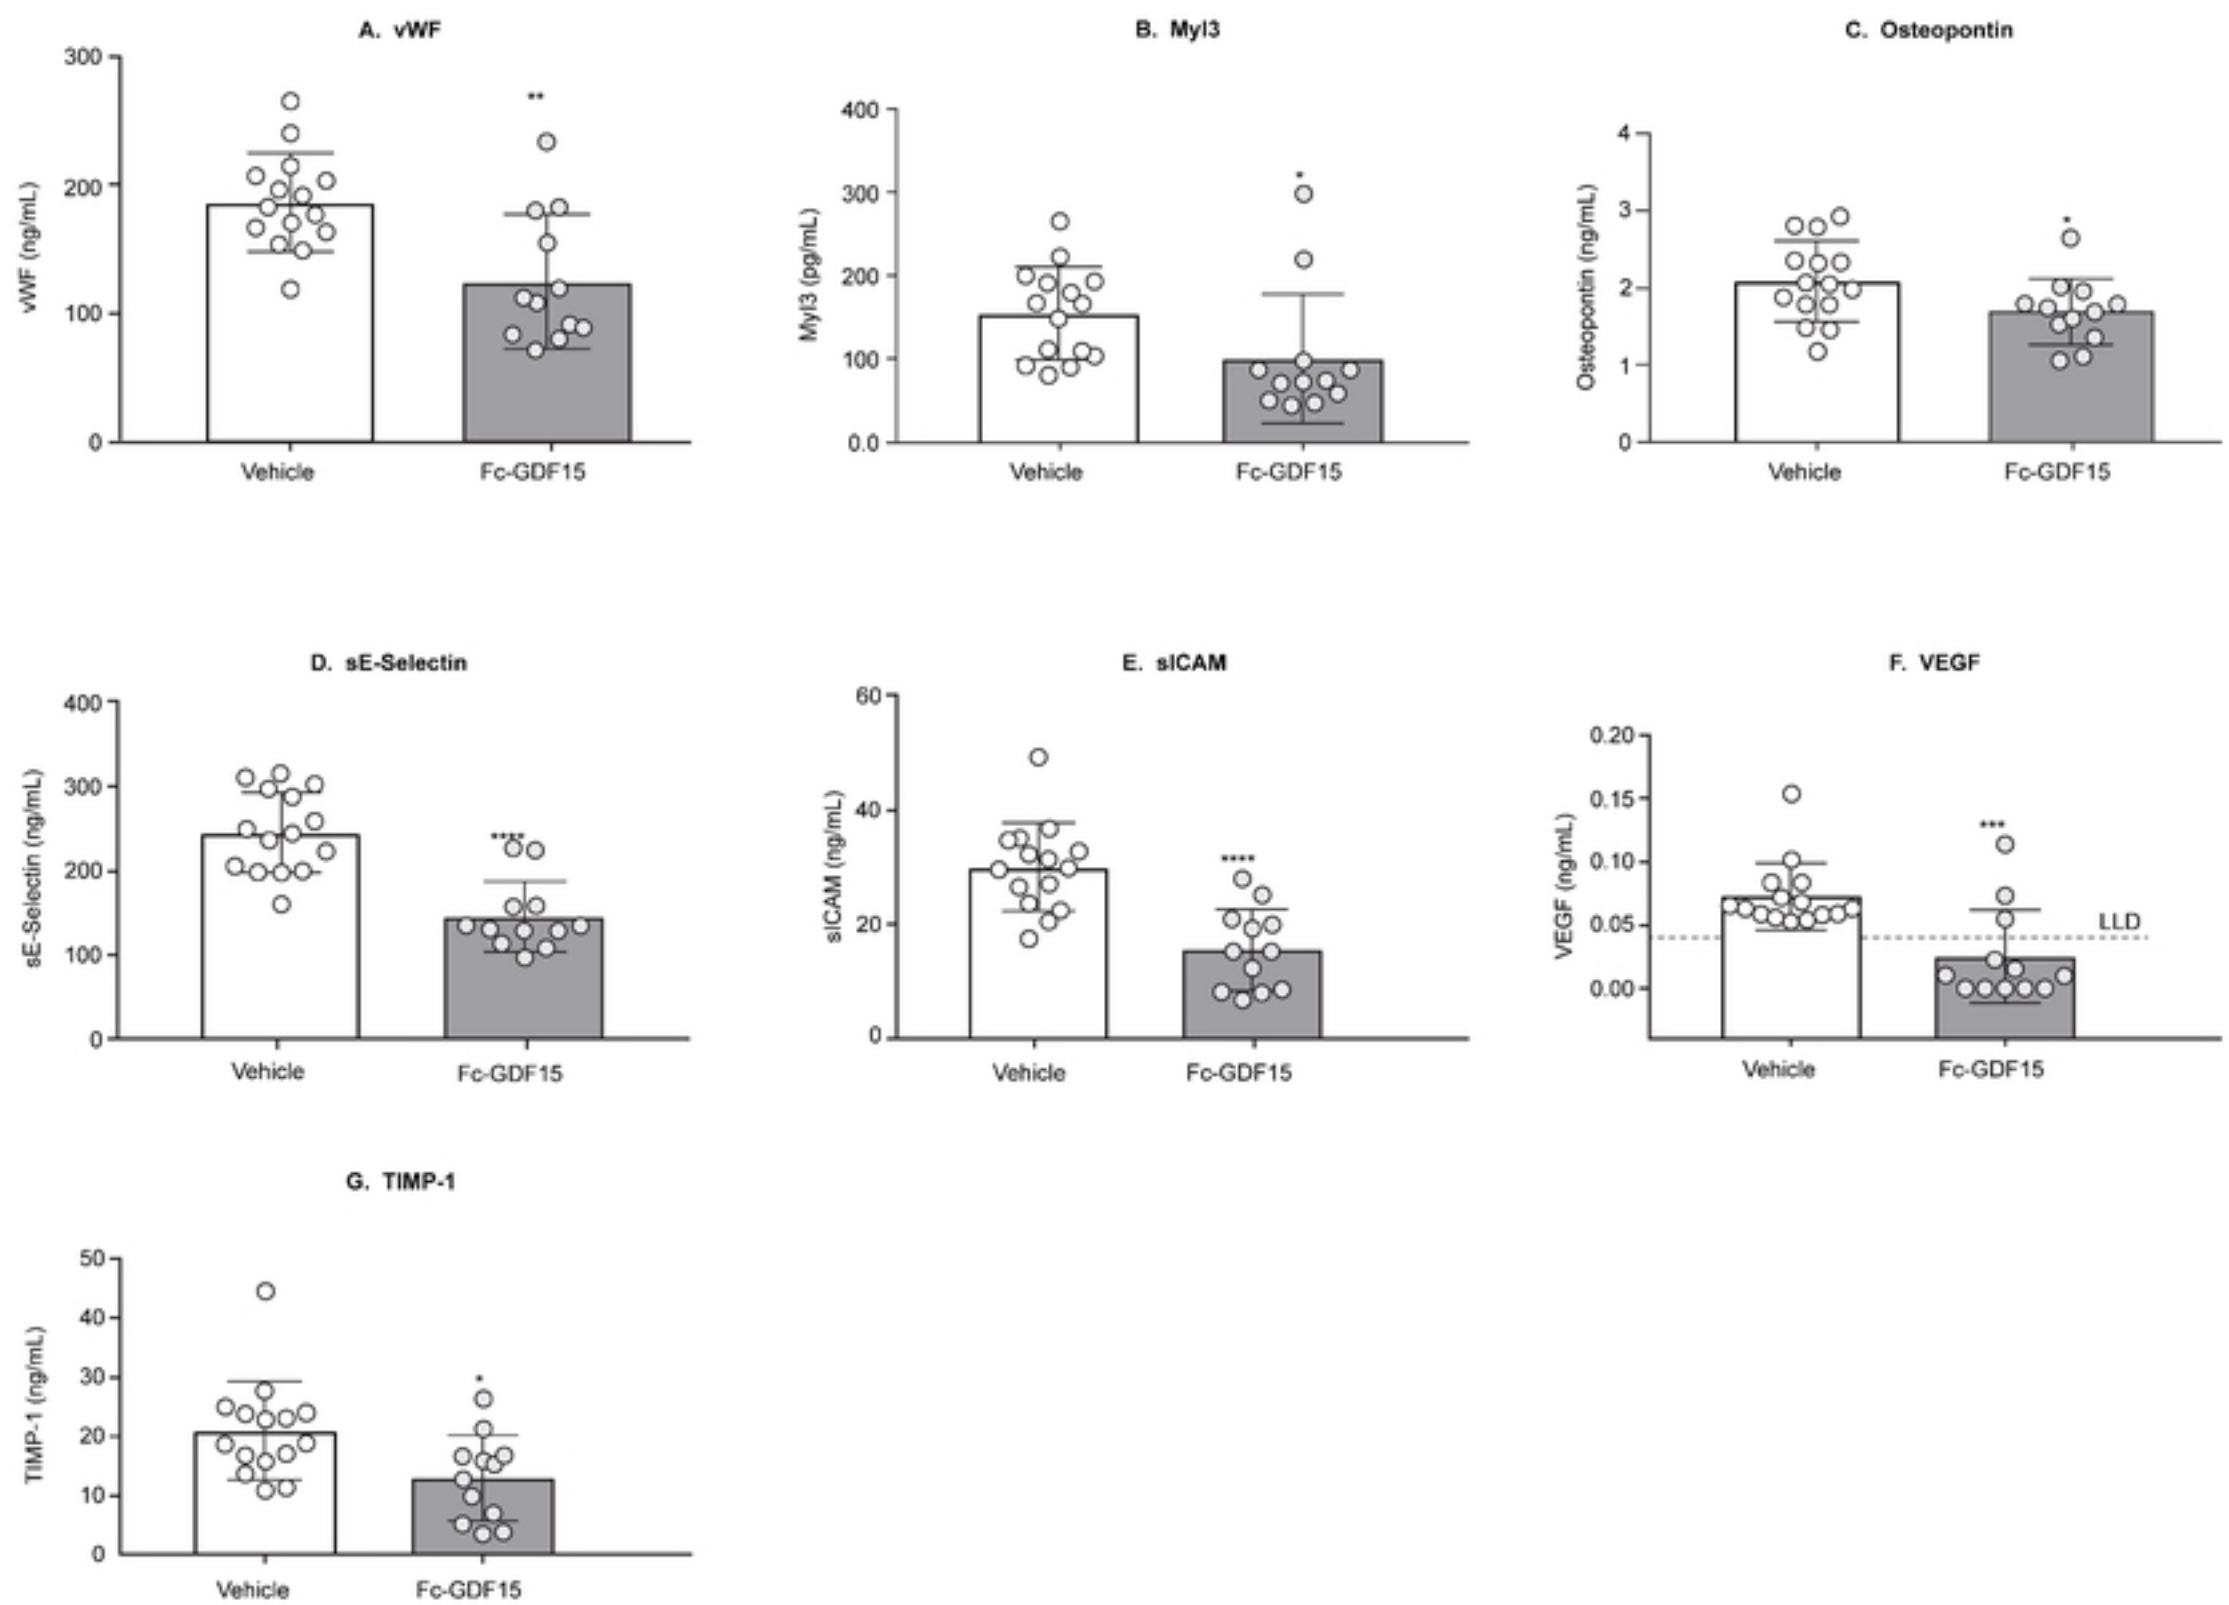 A. vWF
300
200
100
0
vWF (ng/mL)
**
Vehicle
Fc-GDF15
B. Myl3
400
300
200
100
0.0
Myl3 (pg/mL)
*
Vehicle
Fc-GDF15
C. Osteopontin
4
3
2
1
0
Osteopontin (ng/mL)
*
Vehicle
Fc-GDF15
D. sE-Selectin
400
300
200
100
0
sE-Selectin (ng/mL)
****
Vehicle
Fc-GDF15
E. sICAM
60
40
20
0
sICAM (ng/mL)
****
Vehicle
Fc-GDF15
F. VEGF
0.20
0.15
0.10
0.05
0.00
VEGF (ng/mL)
***
LLD
Vehicle
Fc-GDF15
G. TIMP-1
50
40
30
20
10
0
TIMP-1 (ng/mL)
*
Vehicle
Fc-GDF15